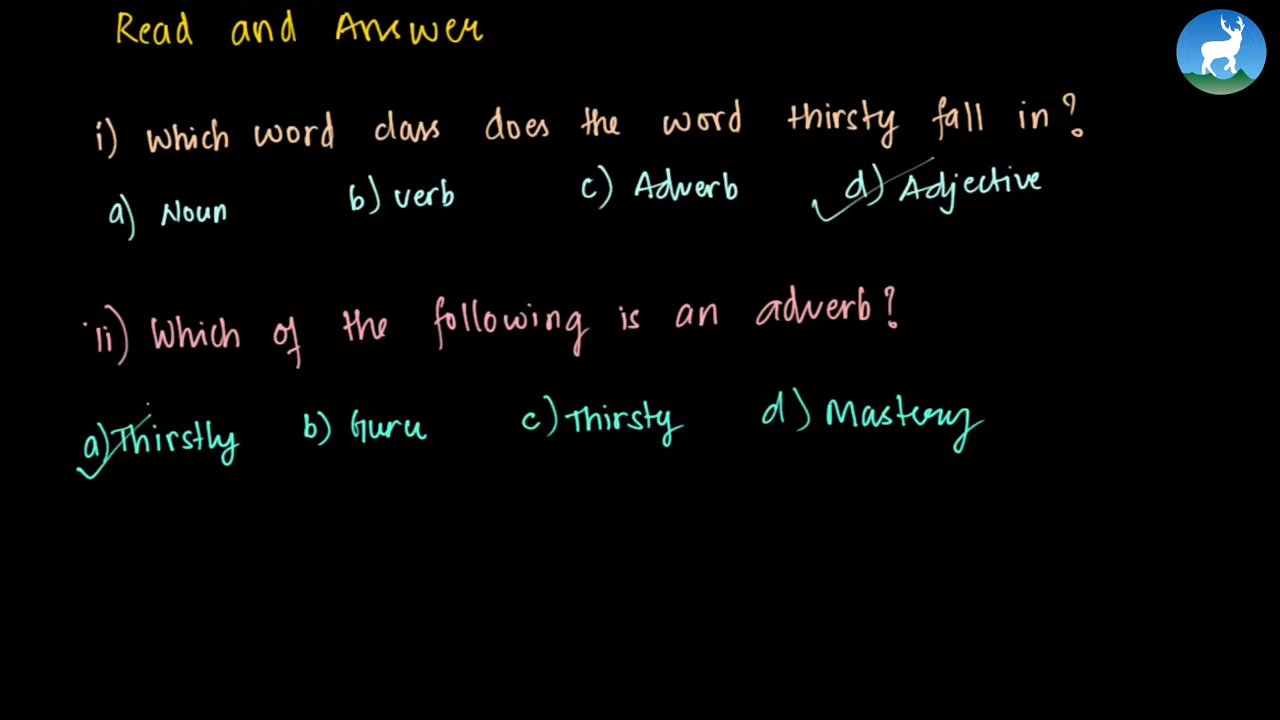 Read and Answer
i) Which word class does the word thirsty fall in?
a) Noun b) verb c) Adverb d) Adjective
ii) Which of the following is an adverb?
a) Thirstly b) Guru c) Thirsty d) Mastery